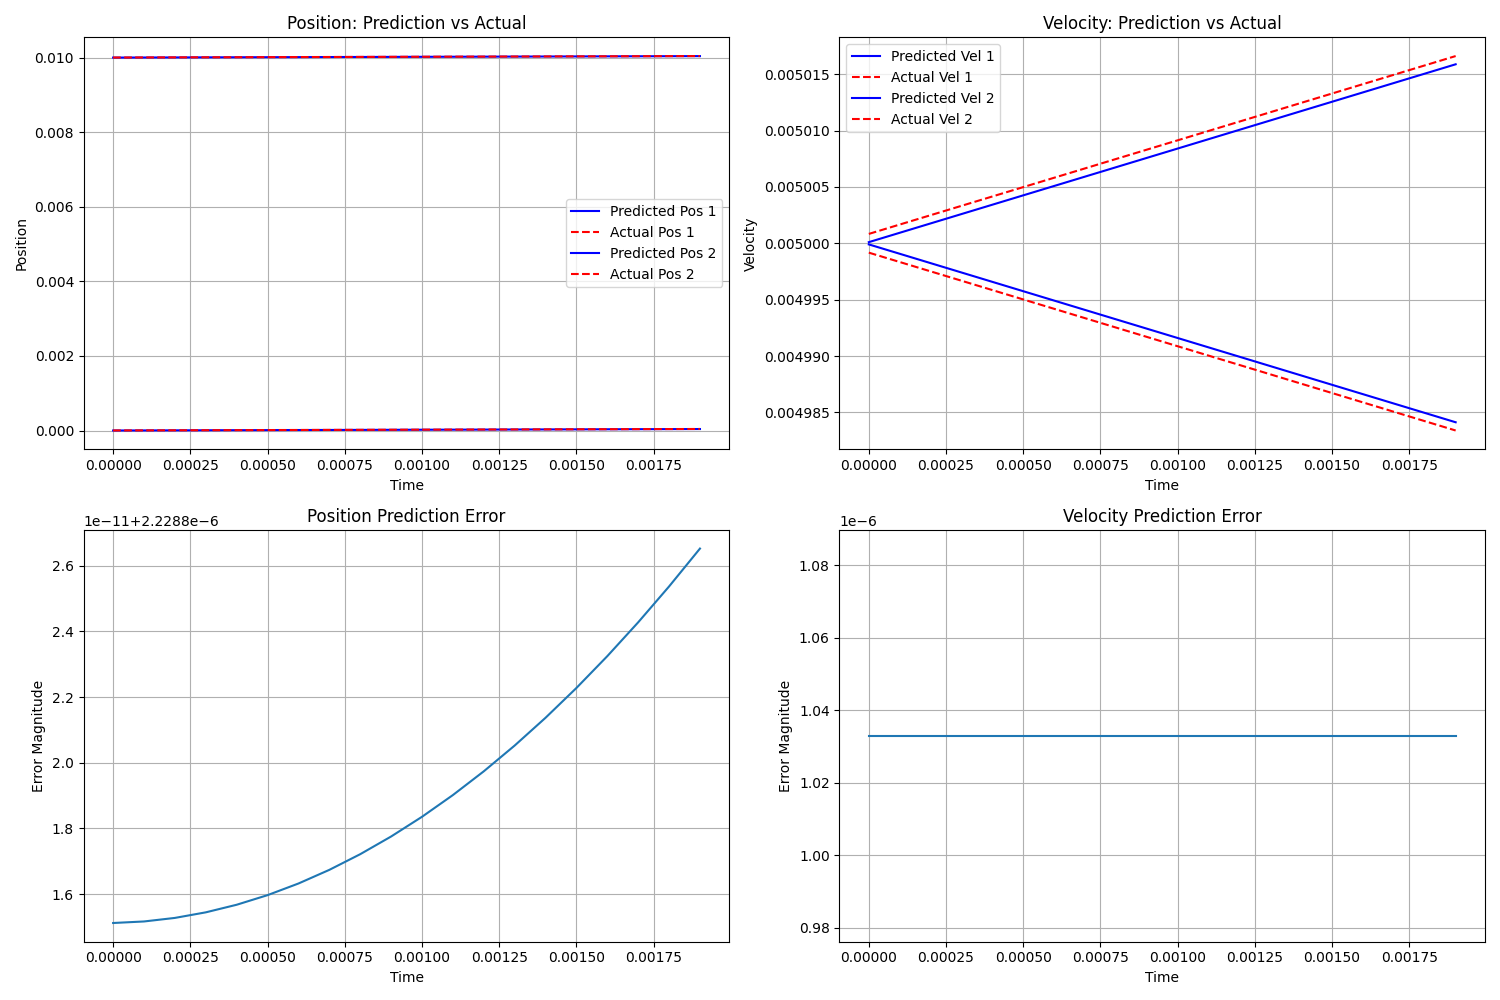 Position: Prediction vs Actual
0.010
0.008
0.006
0.004
0.002
0.000
Position
Predicted Pos 1
Actual Pos 1
Predicted Pos 2
Actual Pos 2
0.00000 0.00025 0.00050 0.00075 0.00100 0.00125 0.00150 0.00175
Time
Velocity: Prediction vs Actual
Predicted Vel 1
Actual Vel 1
Predicted Vel 2
Actual Vel 2
0.005015
0.005010
0.005005
0.005000
0.004995
0.004990
0.004985
Velocity
0.00000 0.00025 0.00050 0.00075 0.00100 0.00125 0.00150 0.00175
Time
Position Prediction Error
1e−11+2.2288e−6
2.6
2.4
2.2
2.0
1.8
1.6
Error Magnitude
0.00000 0.00025 0.00050 0.00075 0.00100 0.00125 0.00150 0.00175
Time
Velocity Prediction Error
1e−6
1.08
1.06
1.04
1.02
1.00
0.98
Error Magnitude
0.00000 0.00025 0.00050 0.00075 0.00100 0.00125 0.00150 0.00175
Time